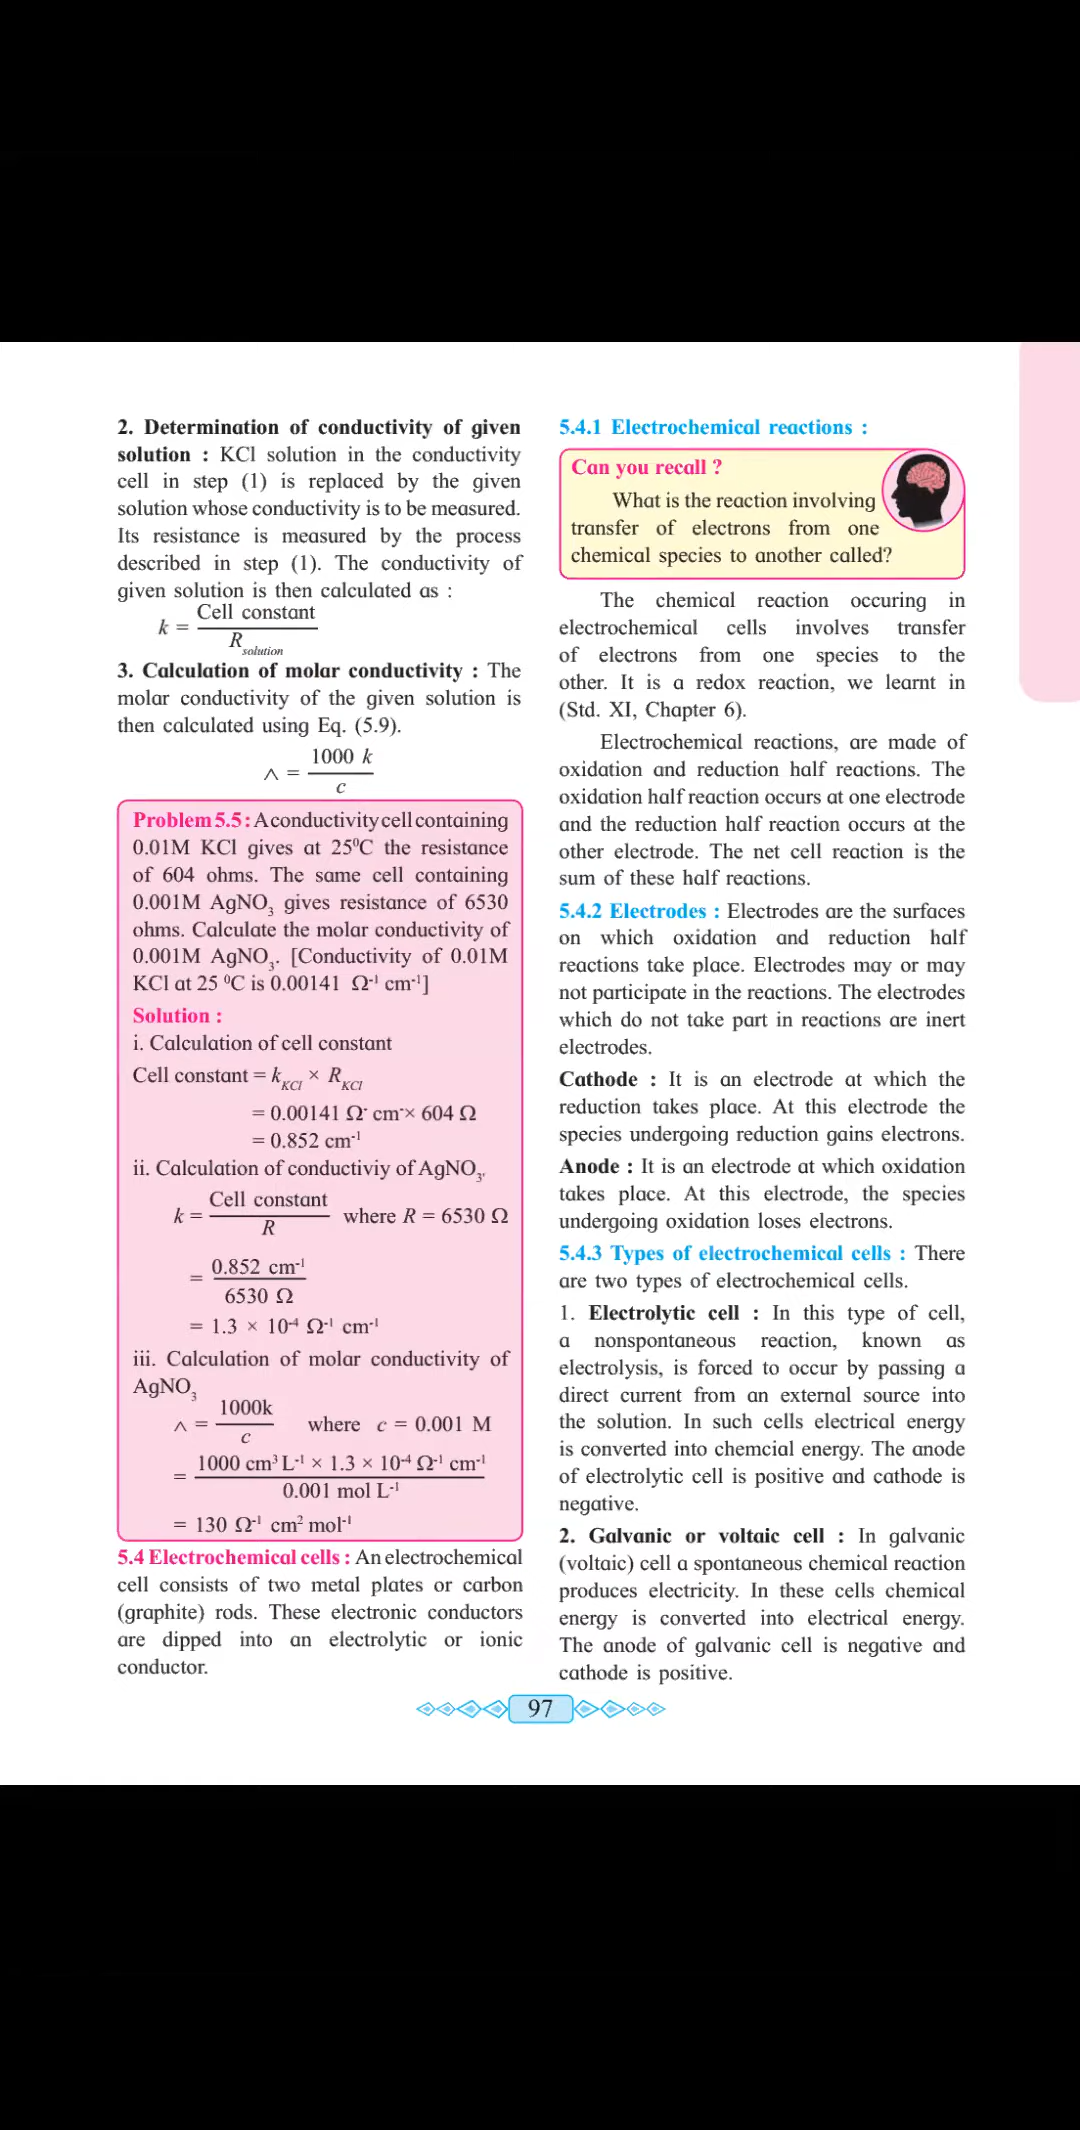 2. Determination of conductivity of given
solution : KCl solution in the conductivity
cell in step (1) is replaced by the given
solution whose conductivity is to be measured.
Its resistance is measured by the process
described in step (1). The conductivity of
given solution is then calculated as :
k = Cell constant / R solution
3. Calculation of molar conductivity : The
molar conductivity of the given solution is
then calculated using Eq. (5.9).
∧ = 1000 k / c
Problem 5.5 : A conductivity cell containing
0.01M KCl gives at 25⁰C the resistance
of 604 ohms. The same cell containing
0.001M AgNO₃ gives resistance of 6530
ohms. Calculate the molar conductivity of
0.001M AgNO₃. [Conductivity of 0.01M
KCl at 25 ⁰C is 0.00141 Ω⁻¹ cm⁻¹]
Solution :
i. Calculation of cell constant
Cell constant = k KCl × R KCl
= 0.00141 Ω⁻ cm⁻× 604 Ω
= 0.852 cm⁻¹
ii. Calculation of conductiviy of AgNO₃,
k = Cell constant / R where R = 6530 Ω
= 0.852 cm⁻¹ / 6530 Ω
= 1.3 × 10⁻⁴ Ω⁻¹ cm⁻¹
iii. Calculation of molar conductivity of
AgNO₃
∧ = 1000k / c where c = 0.001 M
= 1000 cm³ L⁻¹ × 1.3 × 10⁻⁴ Ω⁻¹ cm⁻¹ / 0.001 mol L⁻¹
= 130 Ω⁻¹ cm² mol⁻¹
5.4 Electrochemical cells : An electrochemical
cell consists of two metal plates or carbon
(graphite) rods. These electronic conductors
are dipped into an electrolytic or ionic
conductor.
5.4.1 Electrochemical reactions :
Can you recall ?
What is the reaction involving
transfer of electrons from one
chemical species to another called?
The chemical reaction occuring in
electrochemical cells involves transfer
of electrons from one species to the
other. It is a redox reaction, we learnt in
(Std. XI, Chapter 6).
Electrochemical reactions, are made of
oxidation and reduction half reactions. The
oxidation half reaction occurs at one electrode
and the reduction half reaction occurs at the
other electrode. The net cell reaction is the
sum of these half reactions.
5.4.2 Electrodes : Electrodes are the surfaces
on which oxidation and reduction half
reactions take place. Electrodes may or may
not participate in the reactions. The electrodes
which do not take part in reactions are inert
electrodes.
Cathode : It is an electrode at which the
reduction takes place. At this electrode the
species undergoing reduction gains electrons.
Anode : It is an electrode at which oxidation
takes place. At this electrode, the species
undergoing oxidation loses electrons.
5.4.3 Types of electrochemical cells : There
are two types of electrochemical cells.
1. Electrolytic cell : In this type of cell,
a nonspontaneous reaction, known as
electrolysis, is forced to occur by passing a
direct current from an external source into
the solution. In such cells electrical energy
is converted into chemcial energy. The anode
of electrolytic cell is positive and cathode is
negative.
2. Galvanic or voltaic cell : In galvanic
(voltaic) cell a spontaneous chemical reaction
produces electricity. In these cells chemical
energy is converted into electrical energy.
The anode of galvanic cell is negative and
cathode is positive.
97